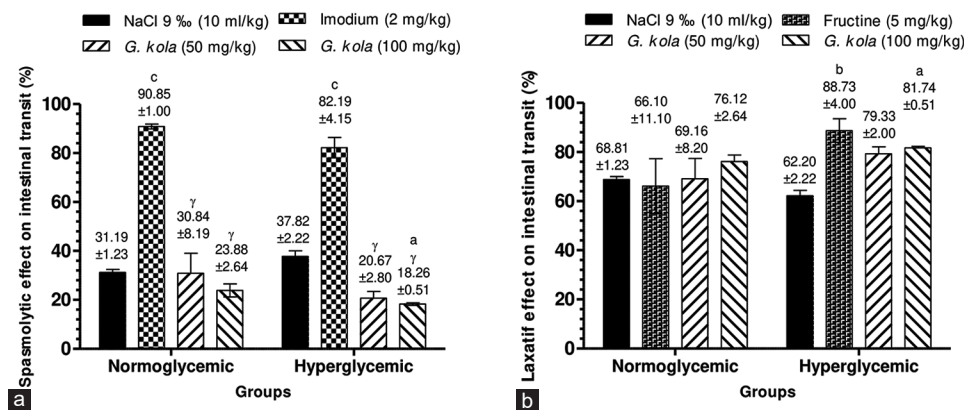 NaCl 9 ‰ (10 ml/kg)
Imodium (2 mg/kg)
G. kola (50 mg/kg)
G. kola (100 mg/kg)
Spasmolytic effect on intestinal transit (%)
100
80
60
40
20
0
31.19
±1.23
c
90.85
±1.00
γ
30.84
±8.19
γ
23.88
±2.64
37.82
±2.22
c
82.19
±4.15
γ
20.67
±2.80
a
γ
18.26
±0.51
Normoglycemic
Hyperglycemic
Groups
a
NaCl 9 ‰ (10 ml/kg)
Fructine (5 mg/kg)
G. kola (50 mg/kg)
G. kola (100 mg/kg)
Laxatif effect on intestinal transit (%)
100
80
60
40
20
0
68.81
±1.23
66.10
±11.10
69.16
±8.20
76.12
±2.64
62.20
±2.22
b
88.73
±4.00
79.33
±2.00
a
81.74
±0.51
Normoglycemic
Hyperglycemic
Groups
b